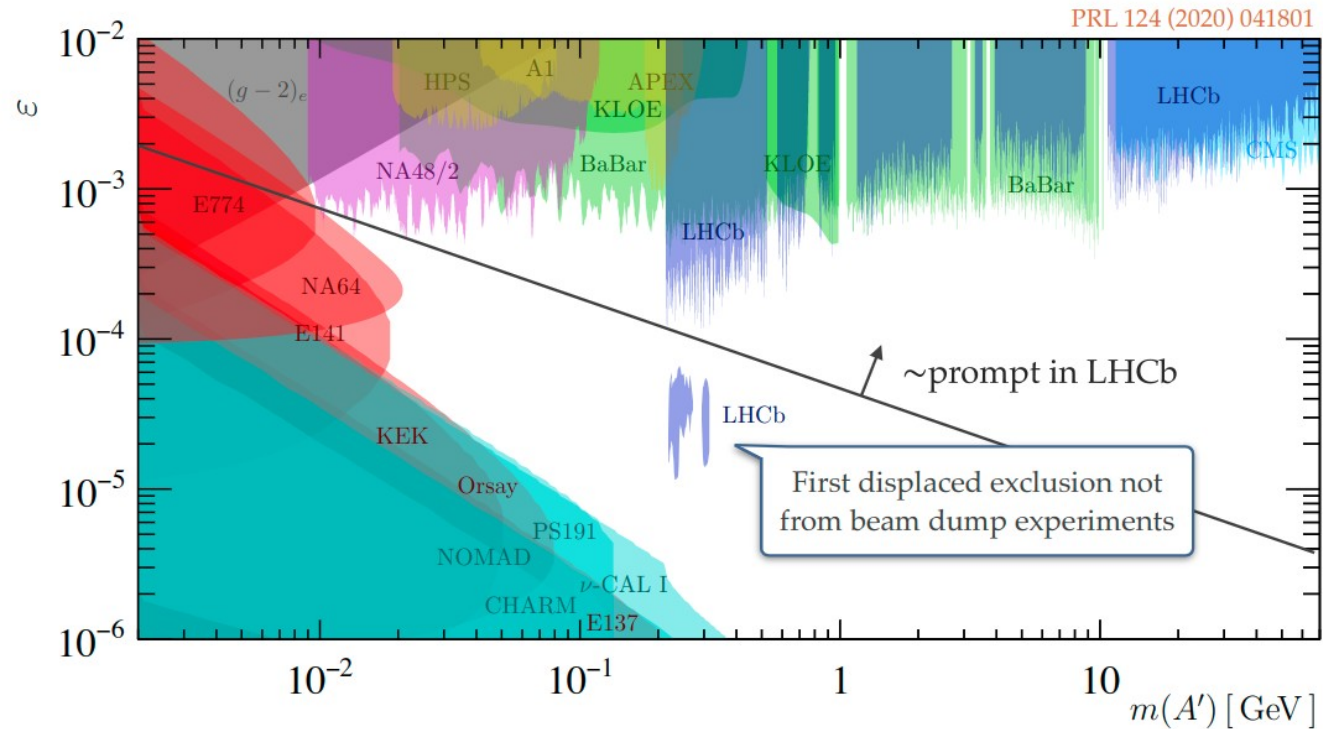 PRL 124 (2020) 041801
10⁻²
10⁻³
10⁻⁴
10⁻⁵
10⁻⁶
ε
(g − 2)ₑ
HPS
A1
APEX
KLOE
LHCb
CMS
NA48/2
BaBar
KLOE
BaBar
E774
LHCb
NA64
E141
~prompt in LHCb
LHCb
KEK
First displaced exclusion not
from beam dump experiments
Orsay
PS191
NOMAD
ν-CAL I
CHARM
E137
10⁻²
10⁻¹
1
10
m(A′) [ GeV ]